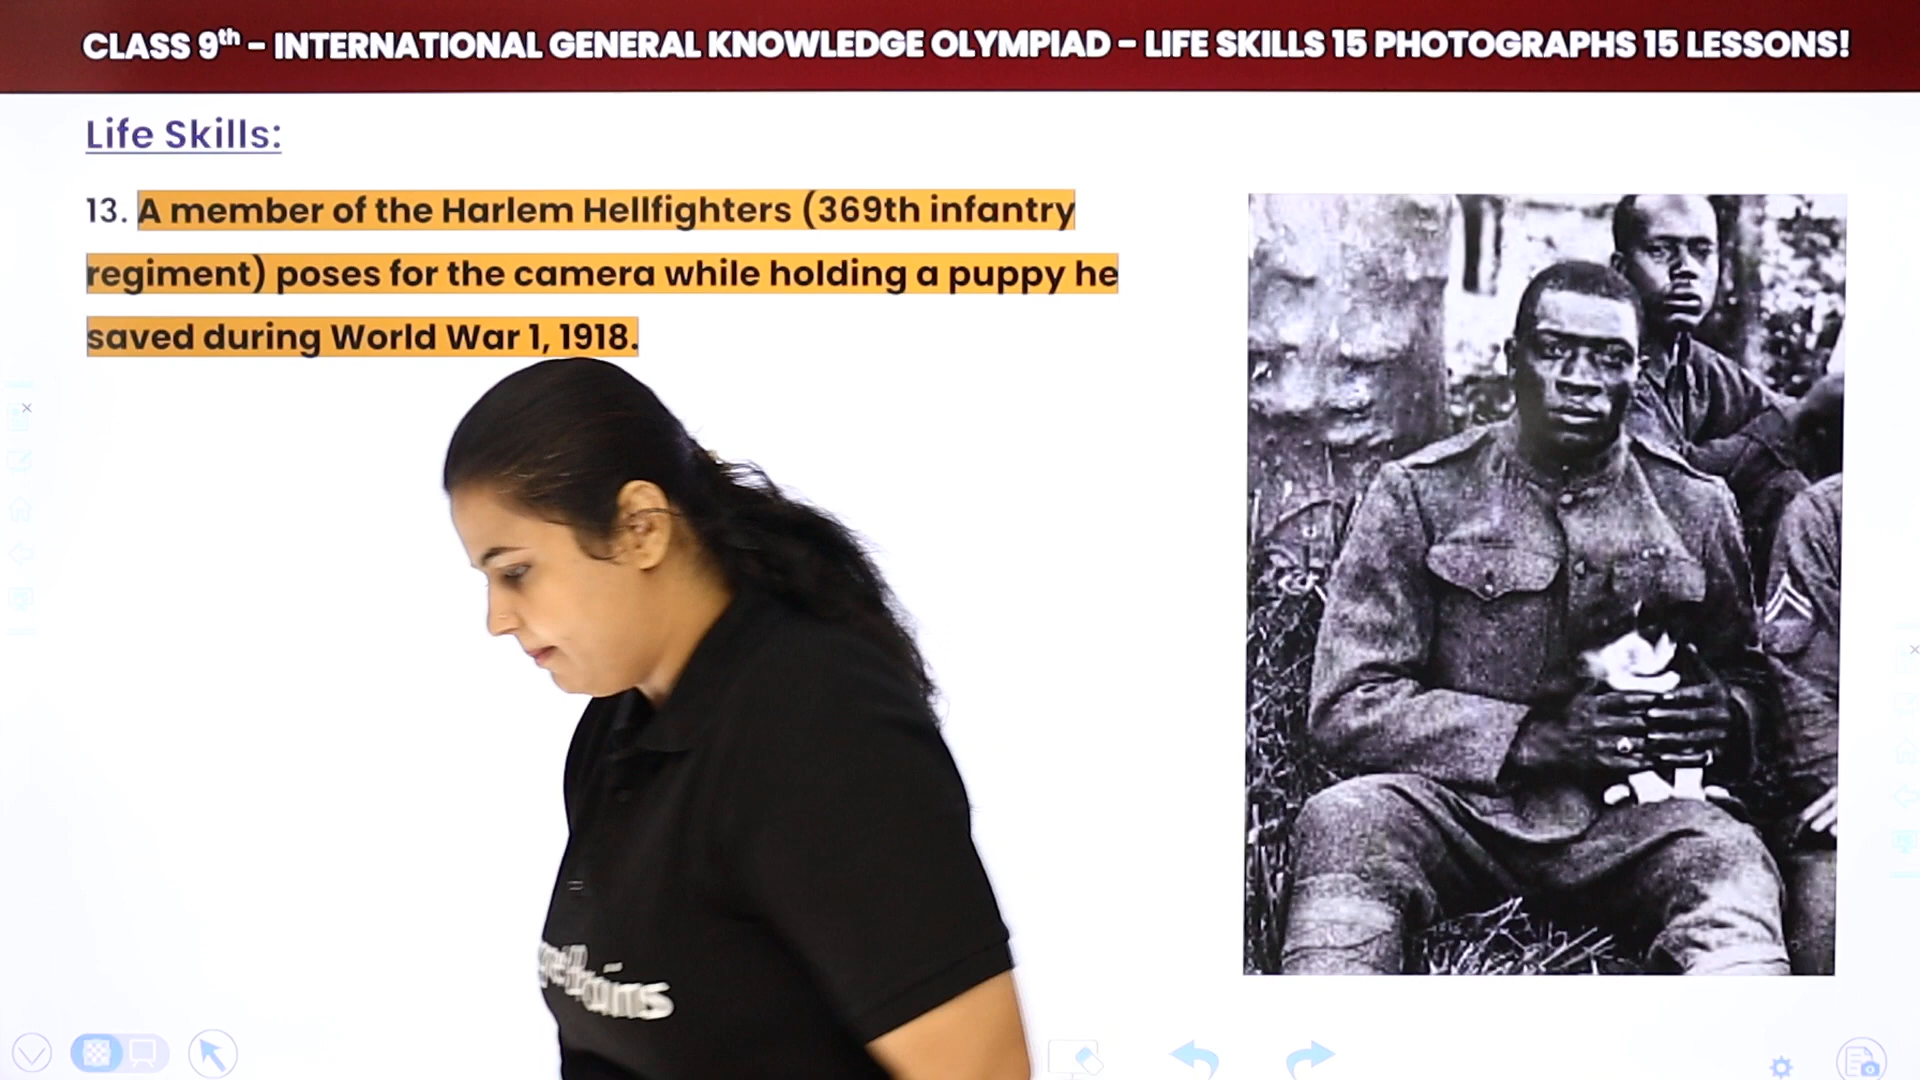 CLASS 9th – INTERNATIONAL GENERAL KNOWLEDGE OLYMPIAD – LIFE SKILLS 15 PHOTOGRAPHS 15 LESSONS!
Life Skills:
13. A member of the Harlem Hellfighters (369th infantry
regiment) poses for the camera while holding a puppy he
saved during World War 1, 1918.